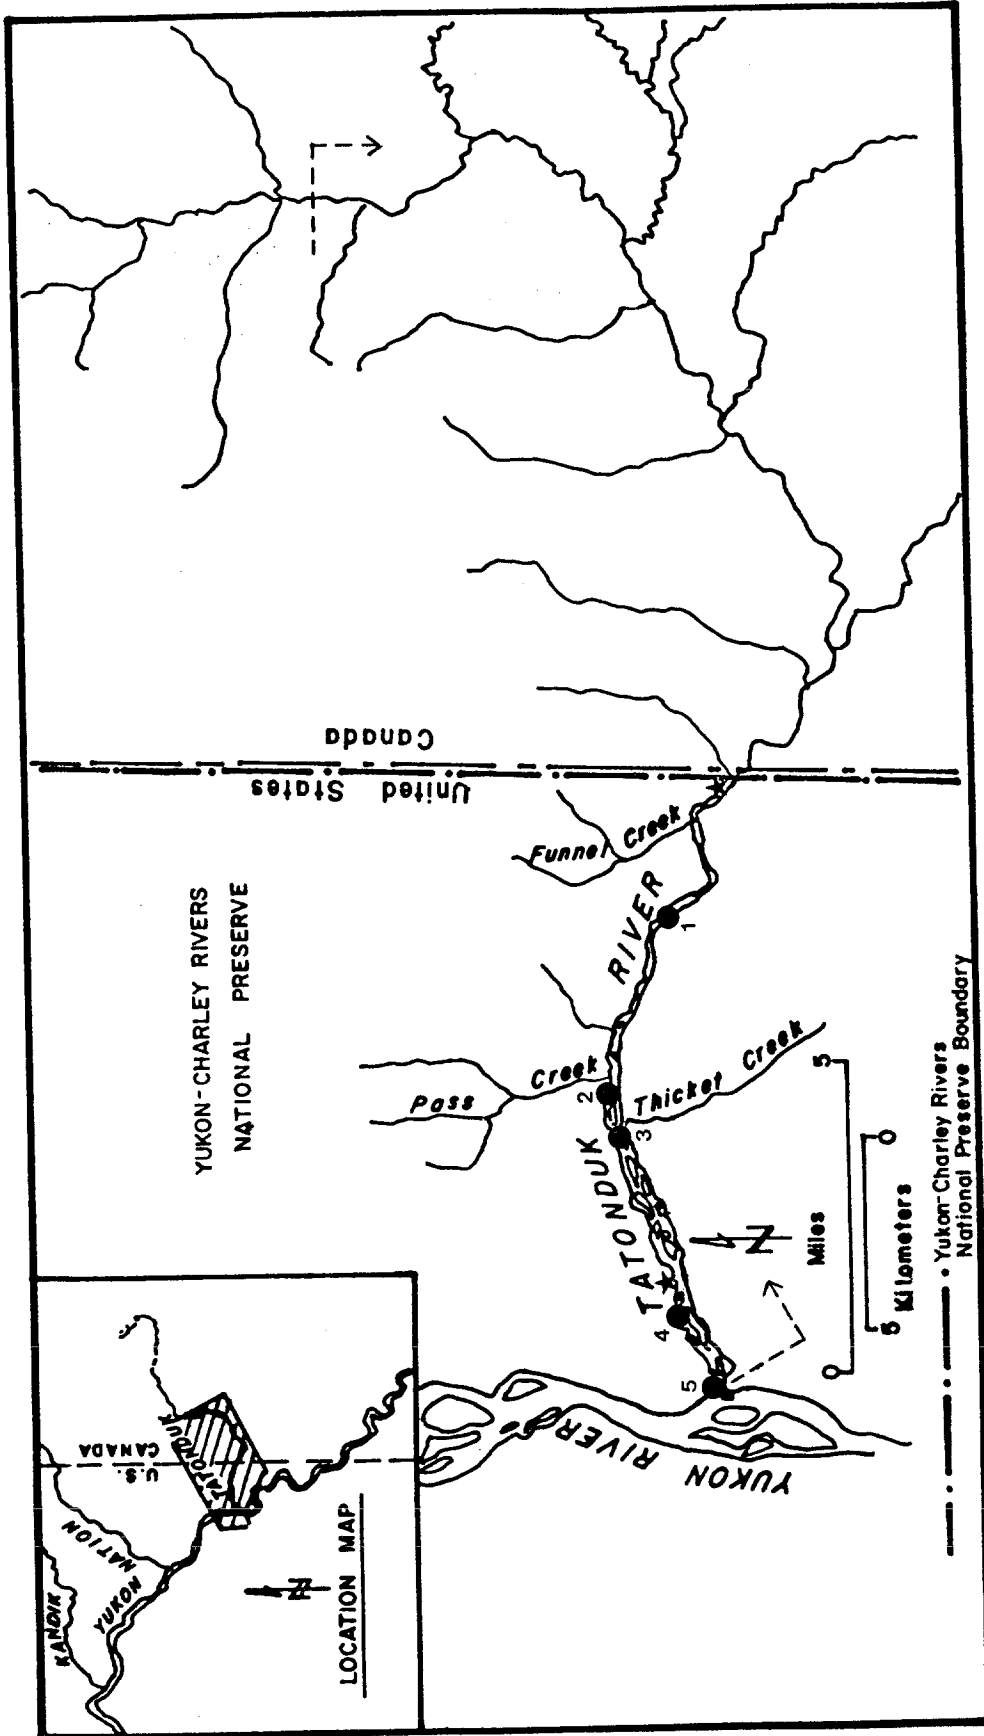 Canada
United States
YUKON-CHARLEY RIVERS
NATIONAL PRESERVE
Funnel Creek
RIVER
1
Pass Creek
2
Thicket Creek
3
TATONDUK
4
5
YUKON RIVER
N
Miles
0 5
5 0
Kilometers
Yukon-Charley Rivers
National Preserve Boundary
U.S.
CANADA
TATONDUK
NATION
YUKON
KANDIK
N
LOCATION MAP